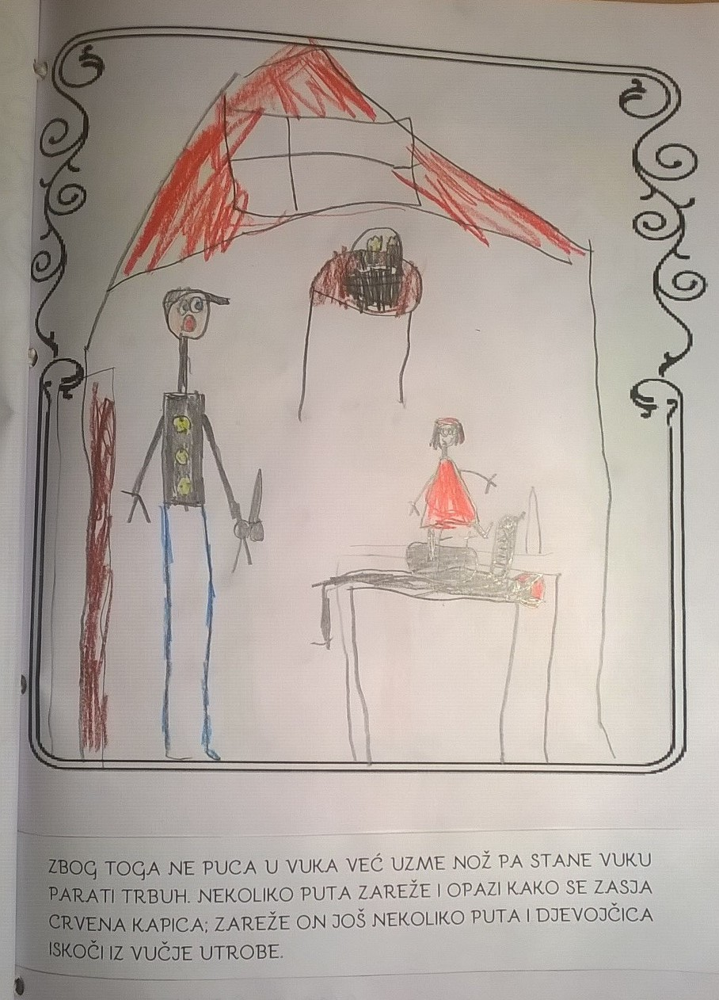 ZBOG TOGA NE PUCA U VUKA VEĆ UZME NOŽ PA STANE VUKU
PARATI TRBUH. NEKOLIKO PUTA ZAREŽE I OPAZI KAKO SE ZASJA
CRVENA KAPICA; ZAREŽE ON JOŠ NEKOLIKO PUTA I DJEVOJČICA
ISKOČI IZ VUČJE UTROBE.